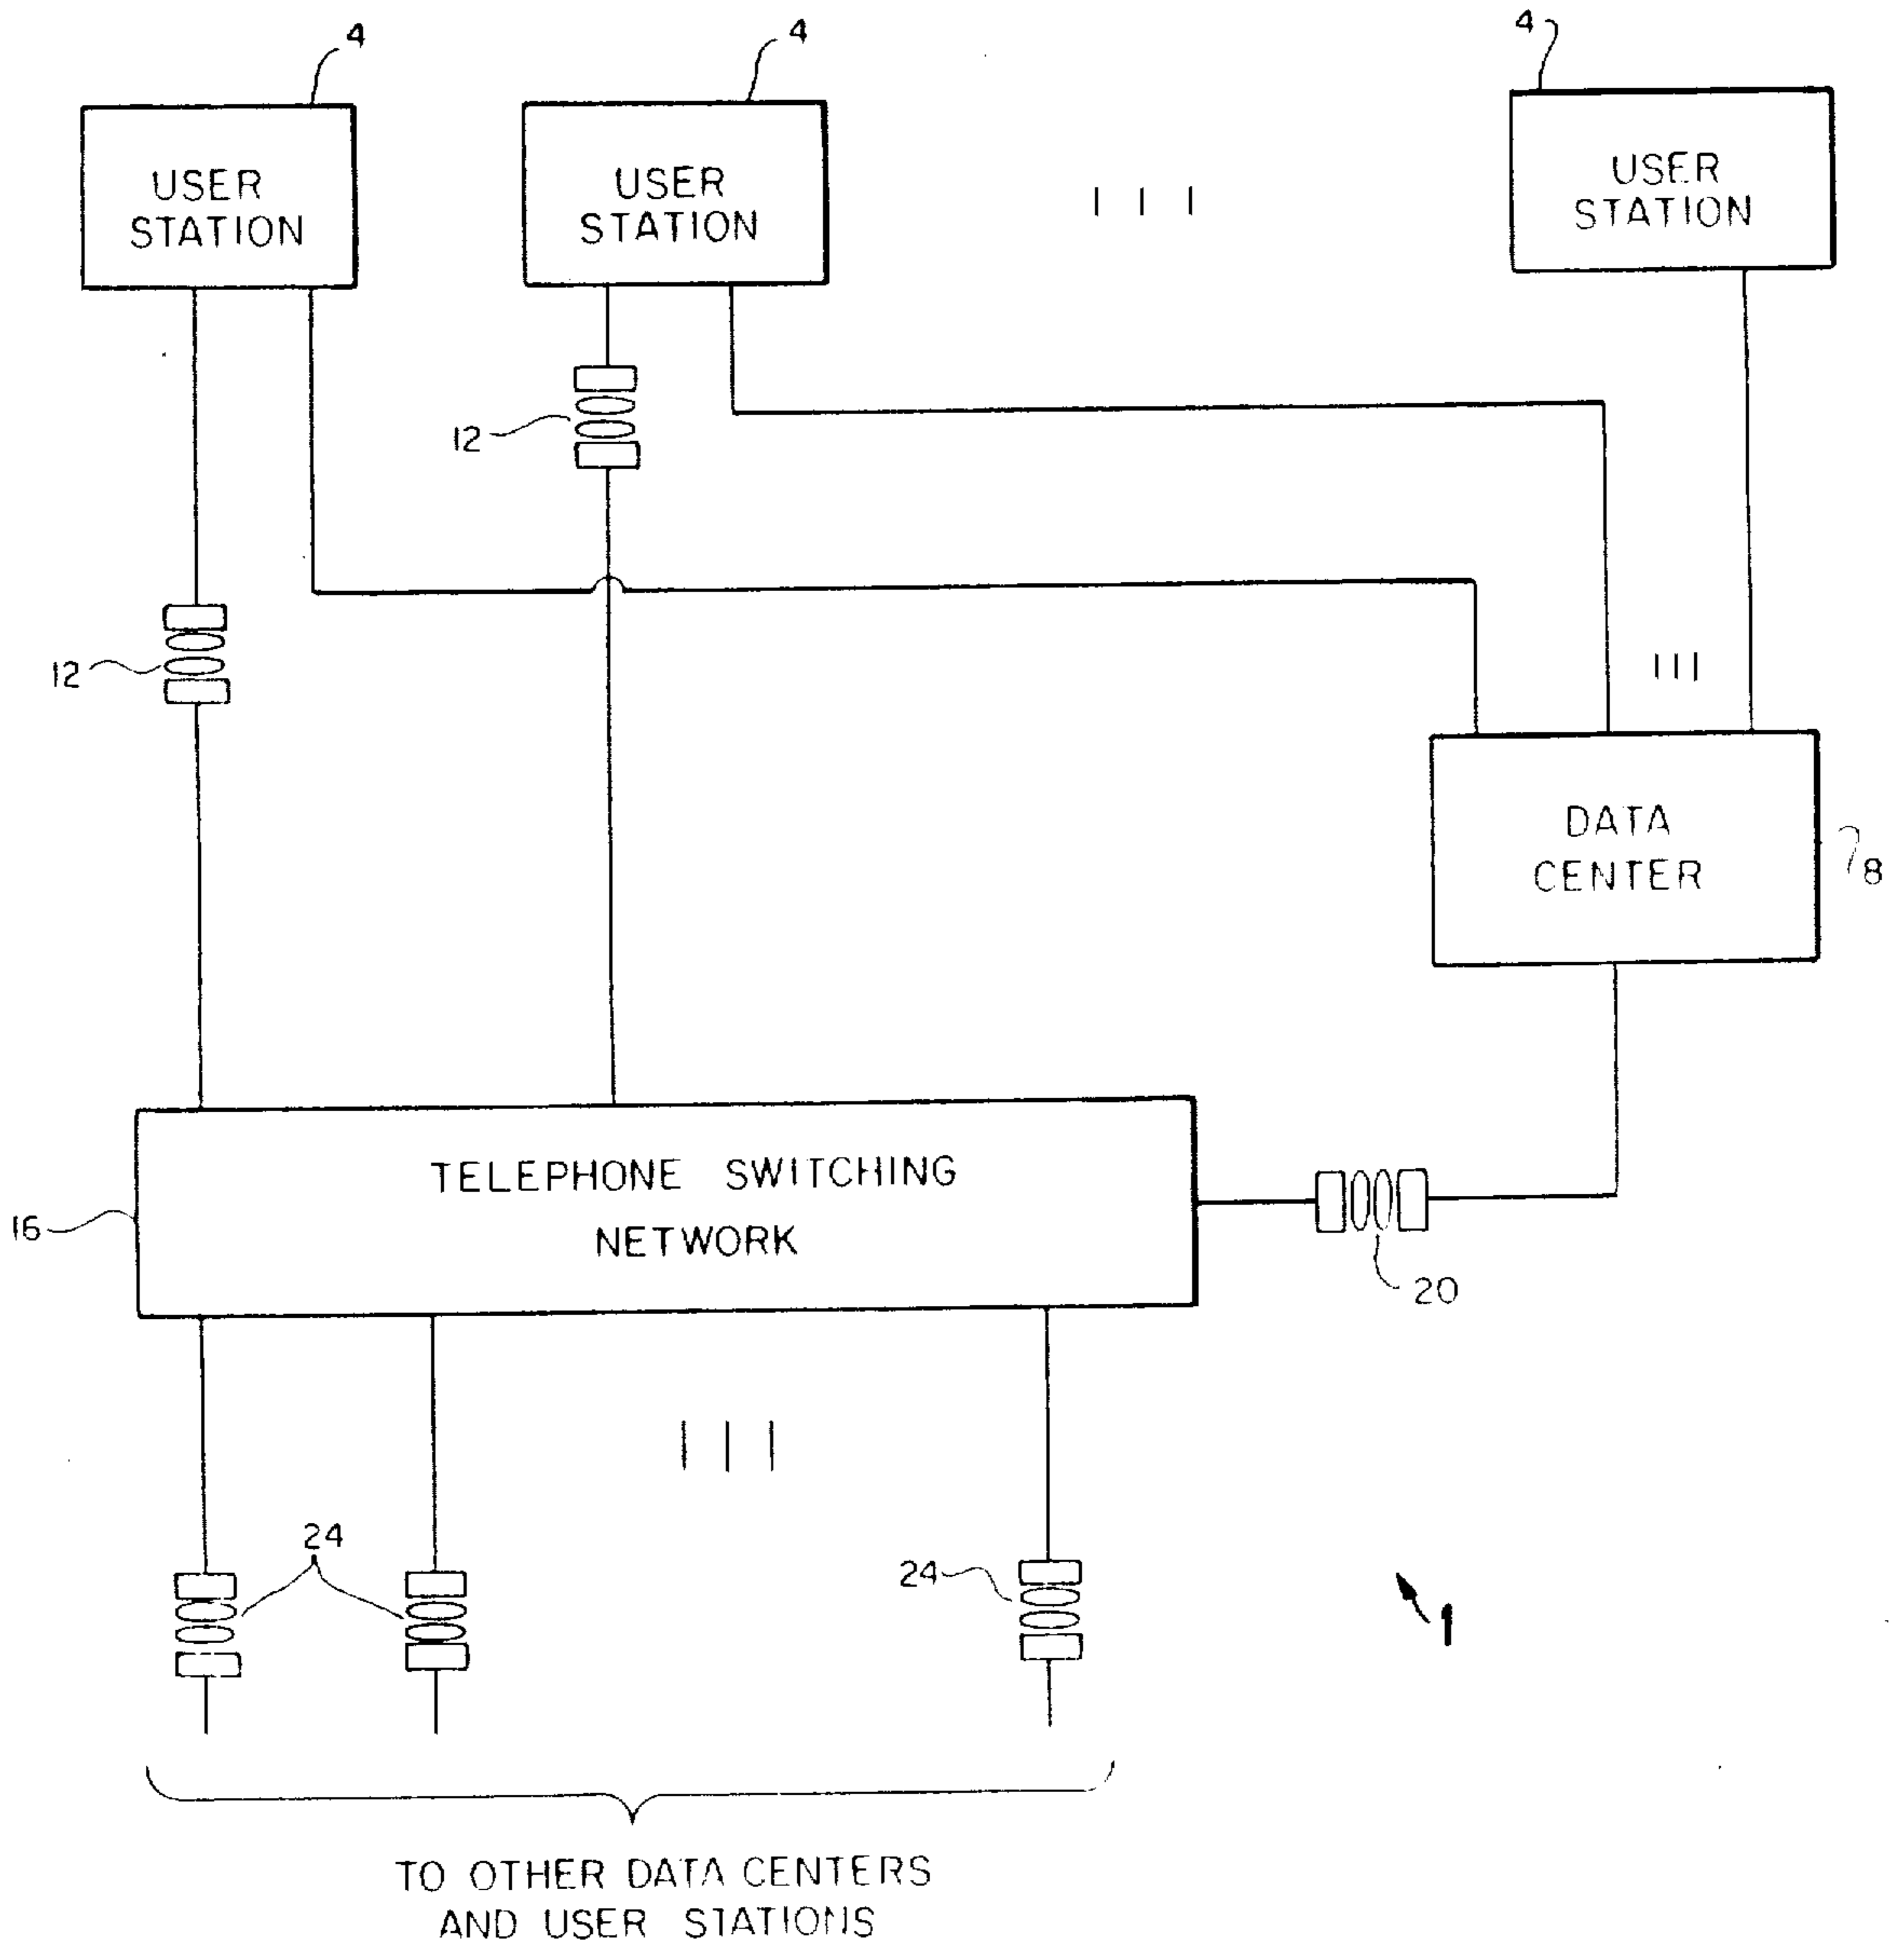 4
4
4
USER
STATION
USER
STATION
USER
STATION
12
12
DATA
CENTER
8
TELEPHONE SWITCHING
NETWORK
16
20
24
24
1
TO OTHER DATA CENTERS
AND USER STATIONS